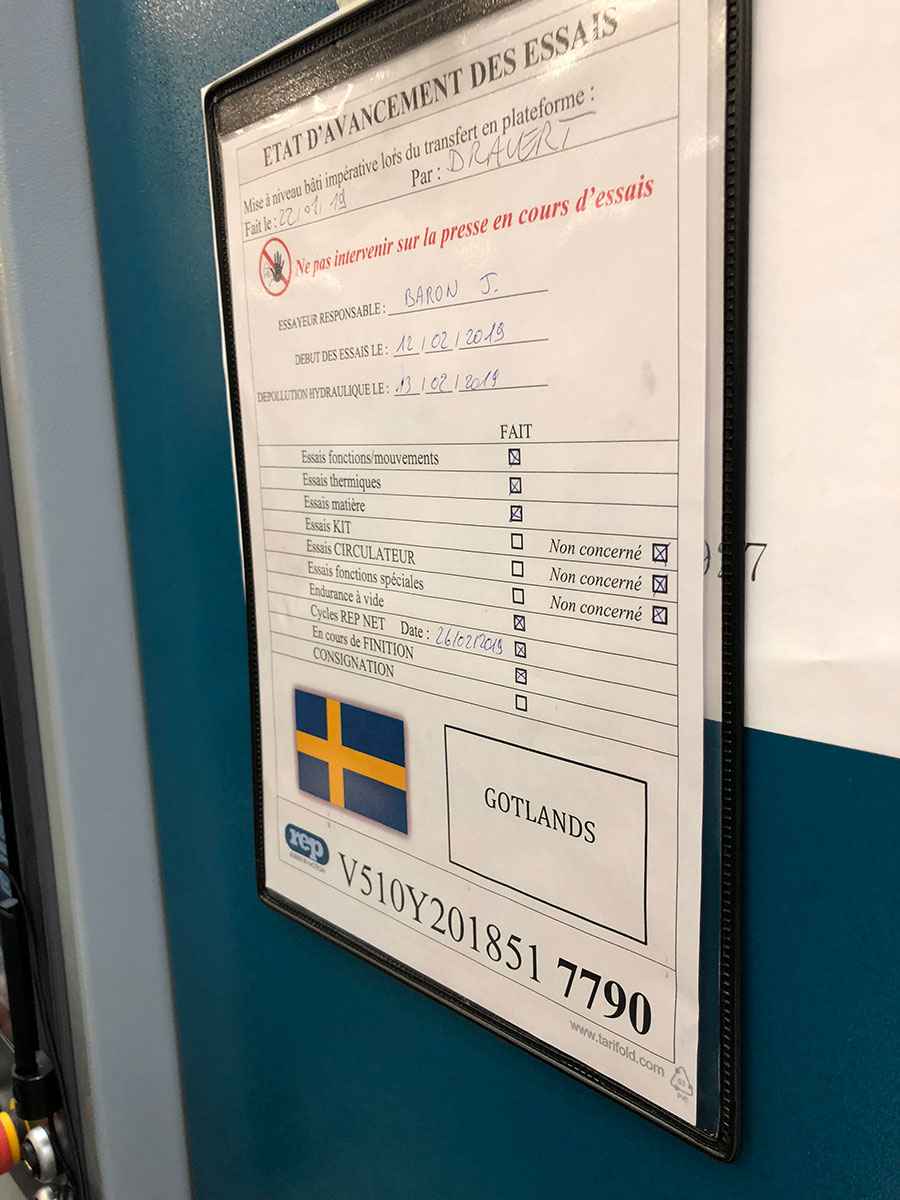 ETAT D'AVANCEMENT DES ESSAIS
Mise à niveau bâti impérative lors du transfert en plateforme :
Fait le : 22/01/19 Par : DRAVERT
Ne pas intervenir sur la presse en cours d'essais
ESSAYEUR RESPONSABLE : BARON J.
DEBUT DES ESSAIS LE : 12/02/2019
DEPOLLUTION HYDRAULIQUE LE : 13/02/2019
FAIT
Essais fonctions/mouvements
Essais thermiques
Essais matière
Essais KIT Non concerné
Essais CIRCULATEUR Non concerné
Essais fonctions spéciales Non concerné
Endurance à vide
Cycles REP NET Date : 26/02/2019
En cours de FINITION
CONSIGNATION
GOTLANDS
rep
V510Y201851 7790
www.tarifold.com
03
PVC